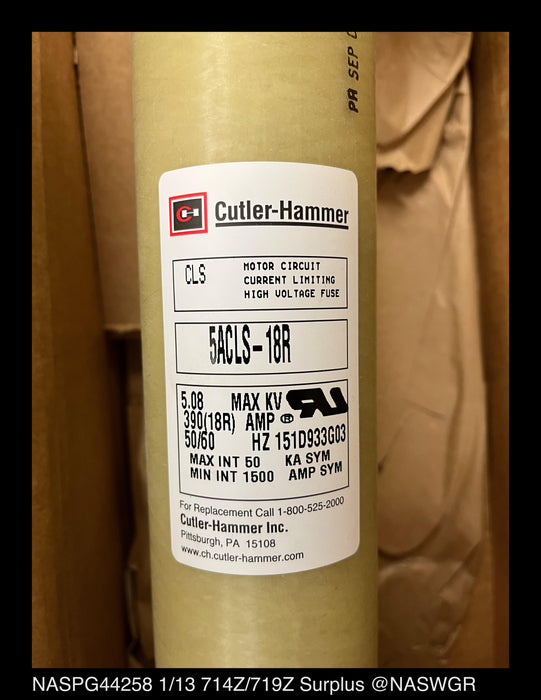 PA SEP
Cutler-Hammer
CLS
MOTOR CIRCUIT
CURRENT LIMITING
HIGH VOLTAGE FUSE
5ACLS-18R
5.08 MAX KV
390(18R) AMP
50/60 HZ 151D933G03
MAX INT 50 KA SYM
MIN INT 1500 AMP SYM
For Replacement Call 1-800-525-2000
Cutler-Hammer Inc.
Pittsburgh, PA 15108
www.ch.cutler-hammer.com
NASPG44258 1/13 714Z/719Z Surplus @NASWGR